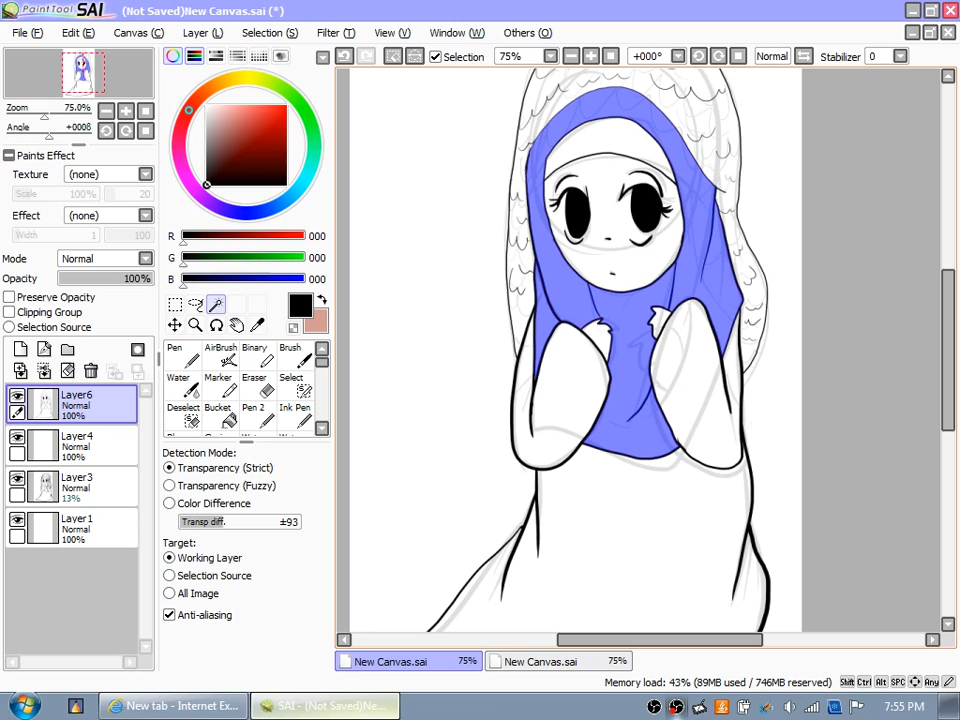 PaintTool SAI (Not Saved)New Canvas.sai (*)
File (F) Edit (E) Canvas (C) Layer (L) Selection (S) Filter (T) View (V) Window (W) Others (O)
Selection 75% +000° Normal Stabilizer 0
Zoom 75.0%
Angle +000θ
Paints Effect
Texture (none)
Scale 100% 20
Effect (none)
Width 1 100
Mode Normal
Opacity 100%
Preserve Opacity
Clipping Group
Selection Source
Layer6
Normal
100%
Layer4
Normal
100%
Layer3
Normal
13%
Layer1
Normal
100%
R 000
G 000
B 000
Pen AirBrush Binary Brush
Water Marker Eraser Select
Deselect Bucket Pen 2 Ink Pen
Detection Mode:
Transparency (Strict)
Transparency (Fuzzy)
Color Difference
Transp diff. ±93
Target:
Working Layer
Selection Source
All Image
Anti-aliasing
New Canvas.sai 75% New Canvas.sai 75%
Memory load: 43% (89MB used / 746MB reserved) Shift Ctrl Alt SPC Any
New tab - Internet Ex... SAI - (Not Saved)Ne... 7:55 PM